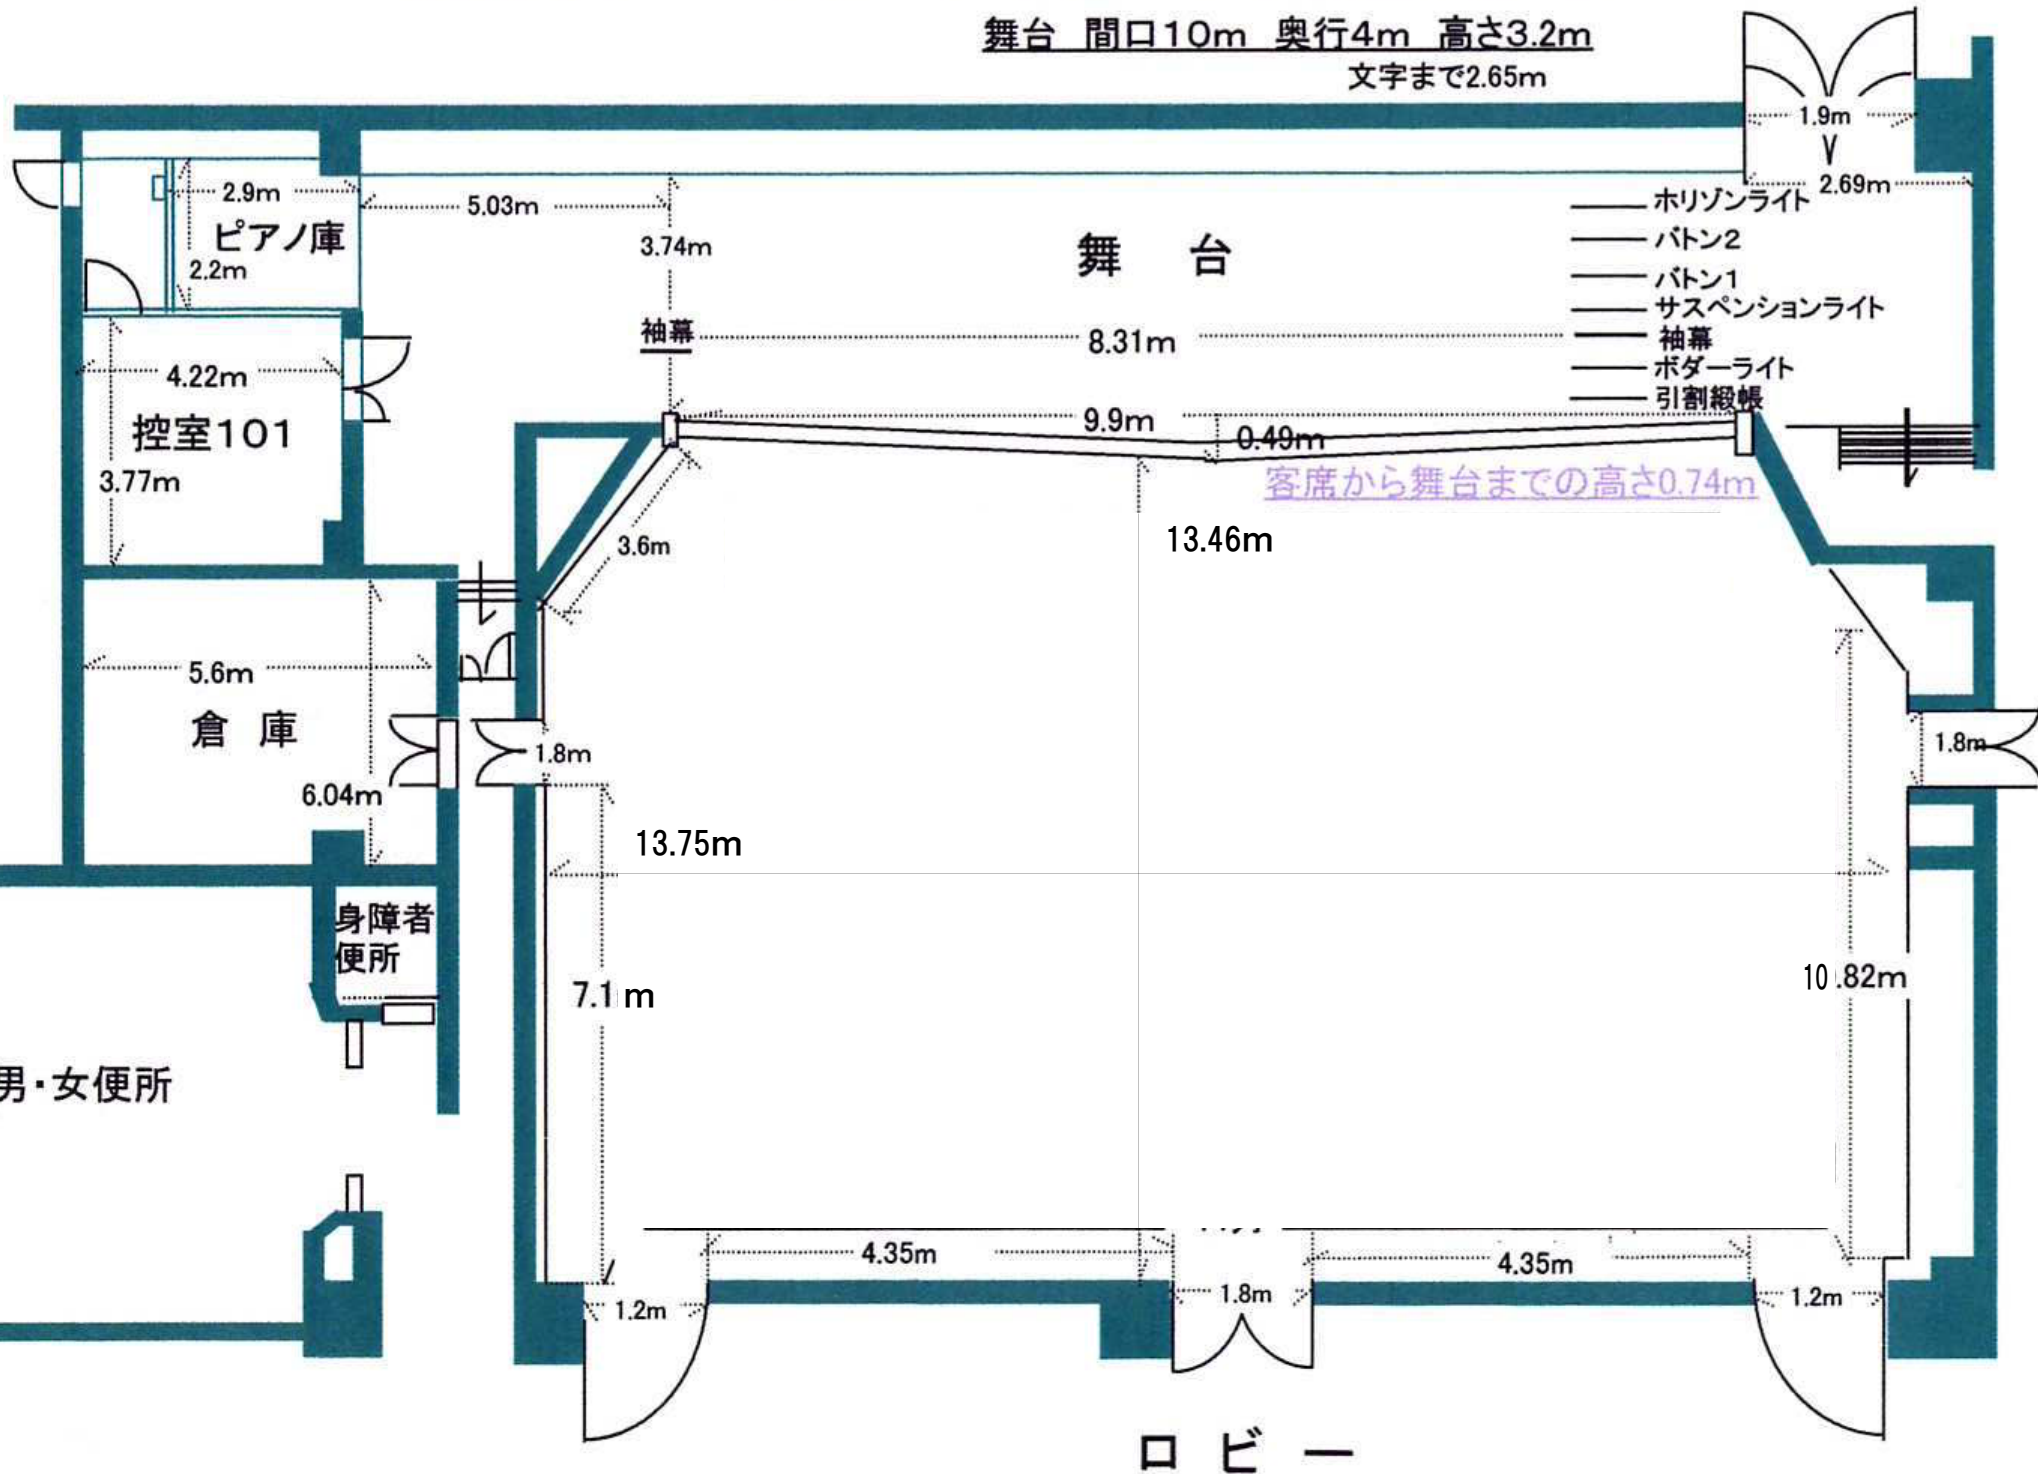 舞台 間口10m 奥行4m 高さ3.2m
文字まで2.65m
1.9m
2.69m
2.9m
ピアノ庫
2.2m
5.03m
3.74m
舞 台
ホリゾンライト
バトン2
バトン1
サスペンションライト
袖幕
ボダーライト
引割緞帳
袖幕
8.31m
4.22m
控室101
3.77m
9.9m
0.49m
客席から舞台までの高さ0.74m
13.46m
3.6m
5.6m
倉 庫
6.04m
1.8m
1.8m
13.75m
身障者
便所
7.1m
10.82m
男・女便所
4.35m
4.35m
1.2m
1.8m
1.2m
ロ ビ ー